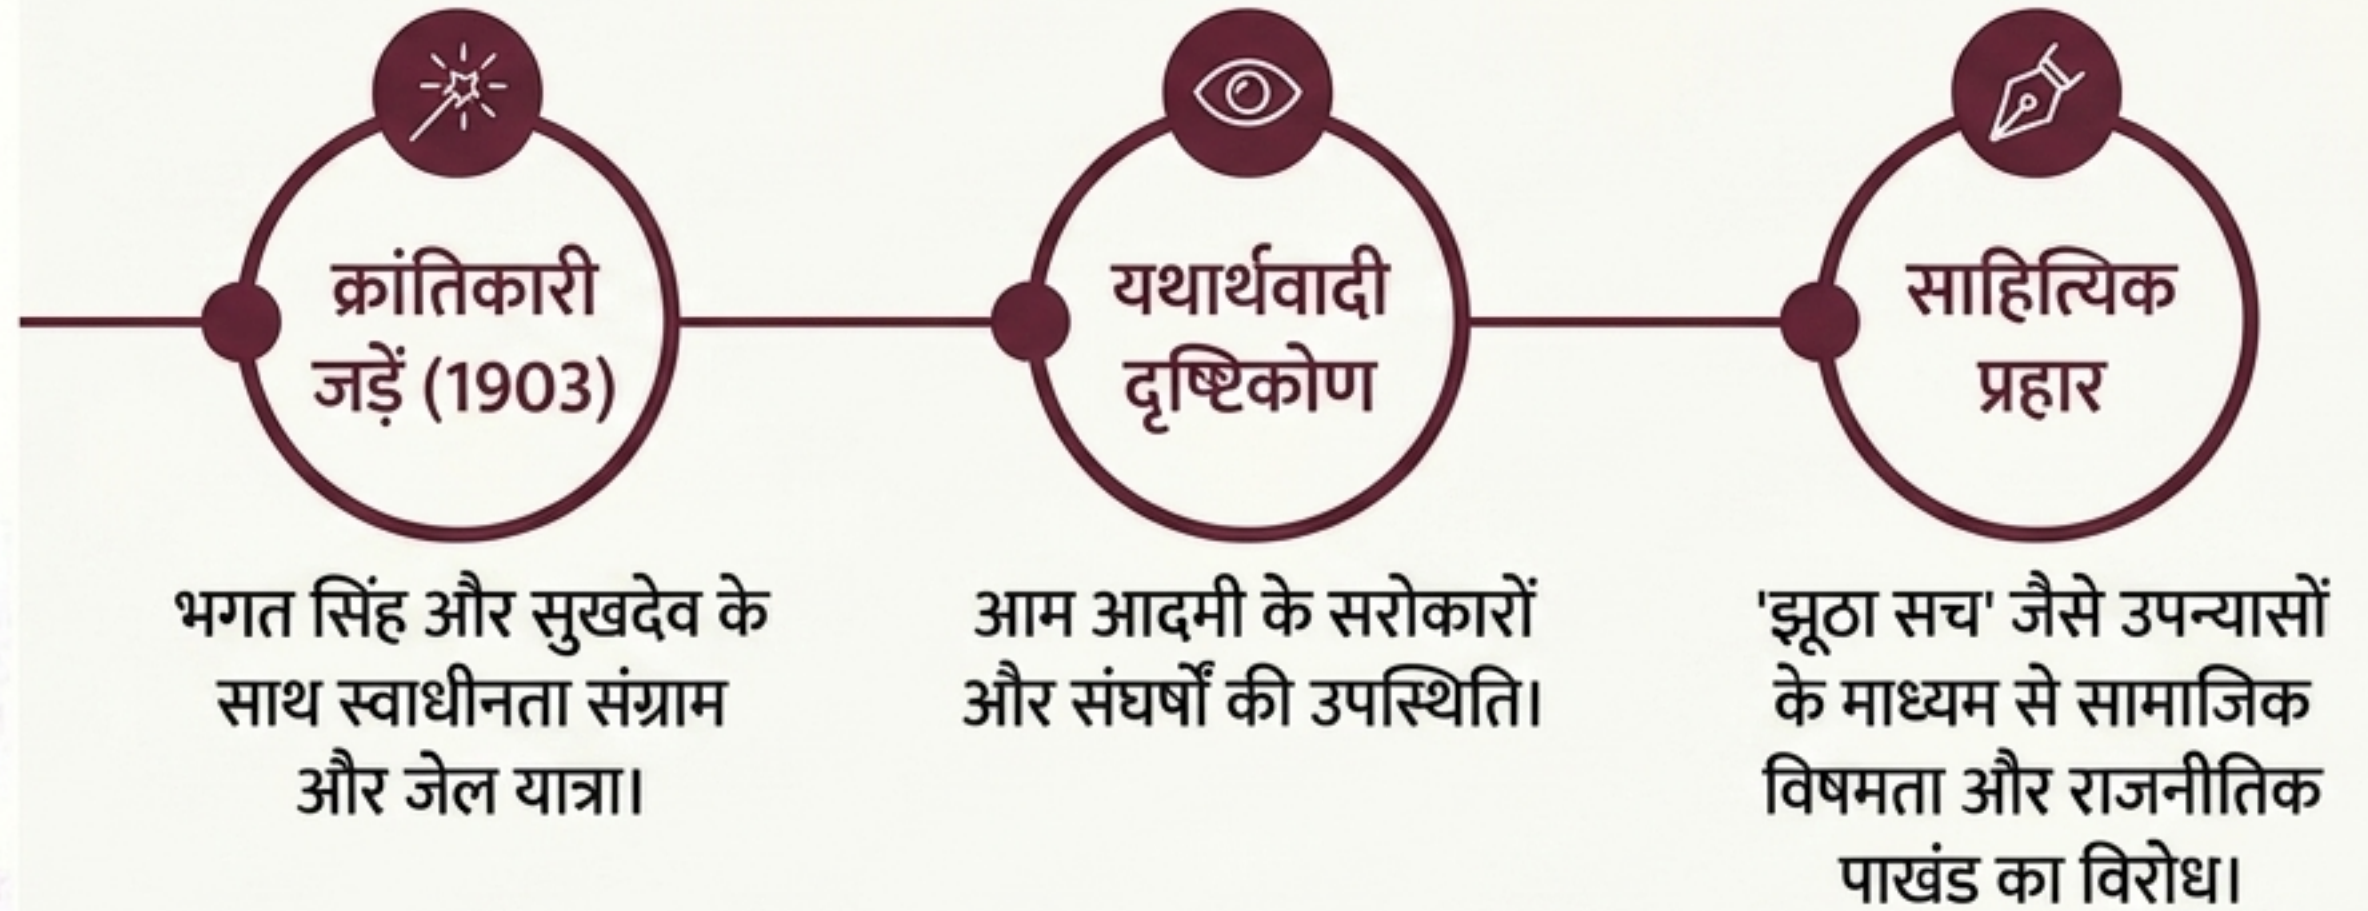 क्रांतिकारी
जड़ें (1903)
भगत सिंह और सुखदेव के
साथ स्वाधीनता संग्राम
और जेल यात्रा।
यथार्थवादी
दृष्टिकोण
आम आदमी के सरोकारों
और संघर्षों की उपस्थिति।
साहित्यिक
प्रहार
'झूठा सच' जैसे उपन्यासों
के माध्यम से सामाजिक
विषमता और राजनीतिक
पाखंड का विरोध।